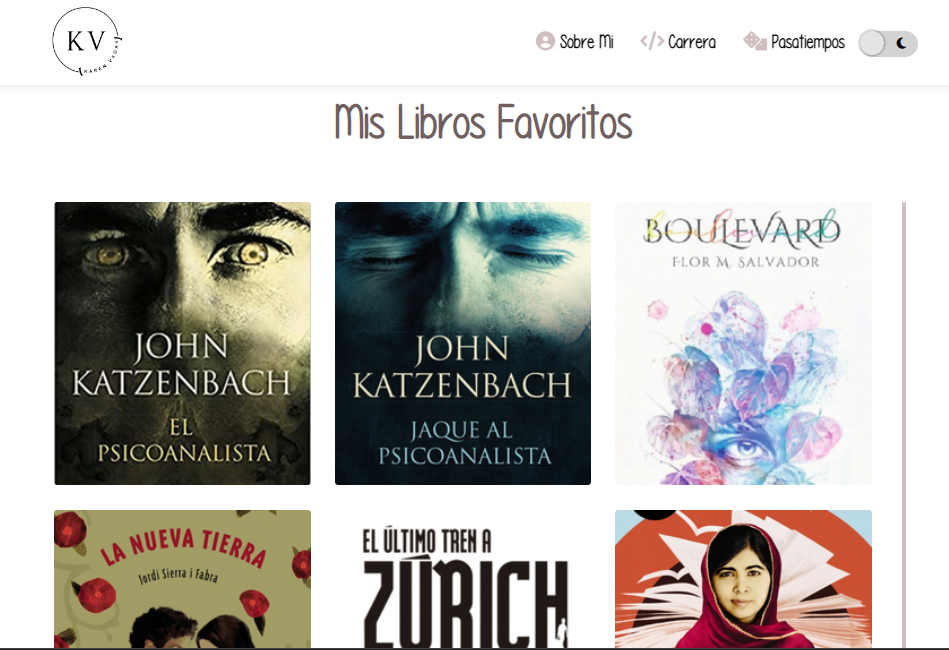 KV
KAREN VAGAS
Sobre Mi
Carrera
Pasatiempos
Mis Libros Favoritos
JOHN
KATZENBACH
EL
PSICOANALISTA
JOHN
KATZENBACH
JAQUE AL
PSICOANALISTA
BOULEVARD
FLOR M. SALVADOR
LA NUEVA TIERRA
Jordi Sierra i Fabra
EL ÚLTIMO TREN A
ZÚRICH